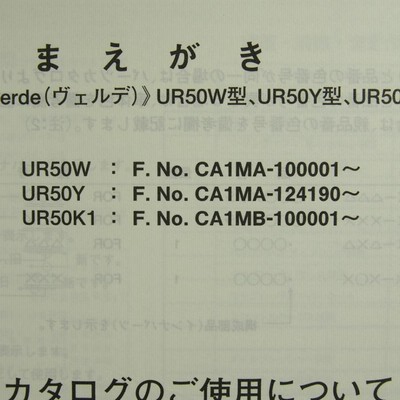 まえがき
erde(ヴェルデ)》UR50W型、UR50Y型、UR50
UR50W : F. No. CA1MA-100001~
UR50Y : F. No. CA1MA-124190~
UR50K1 : F. No. CA1MB-100001~
カタログのご使用について